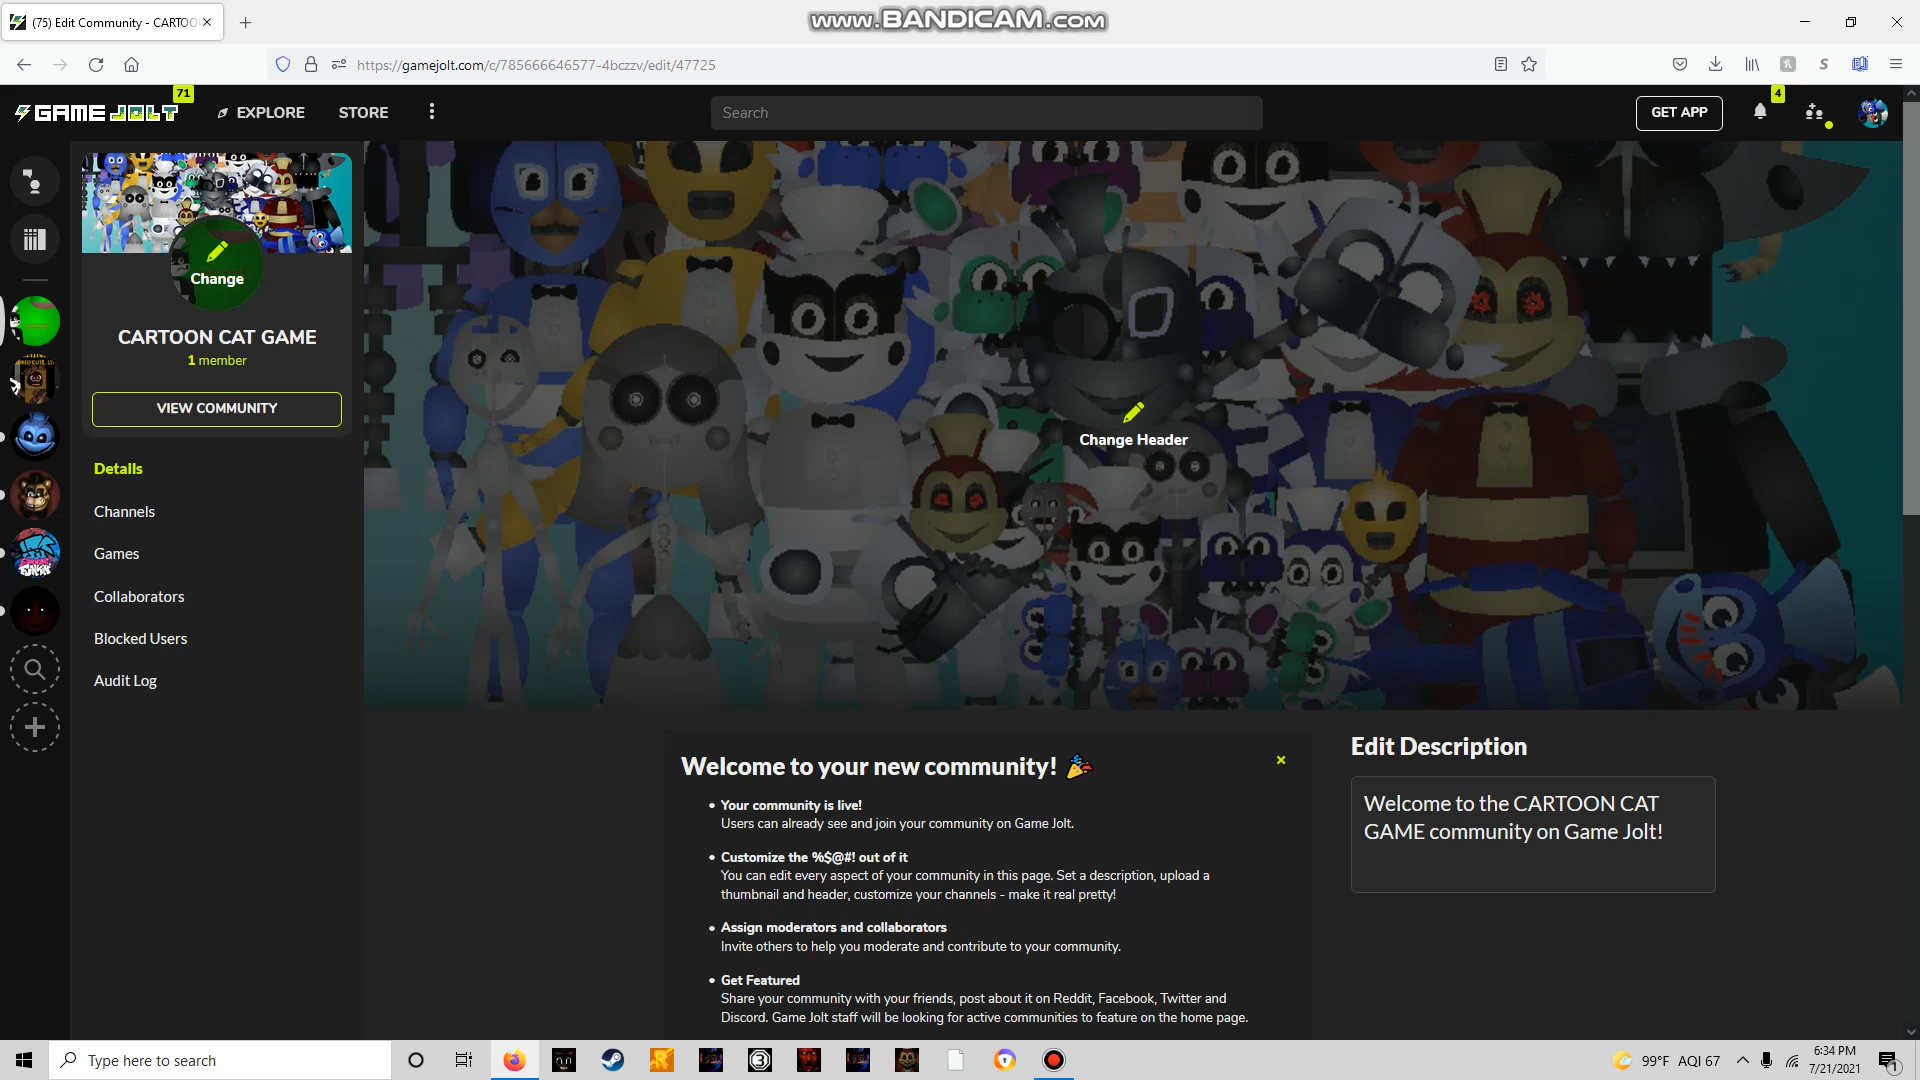 (75) Edit Community - CARTOO
www.BANDICAM.com
https://gamejolt.com/c/785666646577-4bczzv/edit/47725
GAME JOLT
71
EXPLORE
STORE
Search
GET APP
4
Change
CARTOON CAT GAME
1 member
VIEW COMMUNITY
Details
Channels
Games
Collaborators
Blocked Users
Audit Log
Change Header
Welcome to your new community!
• Your community is live!
Users can already see and join your community on Game Jolt.
• Customize the %$@#! out of it
You can edit every aspect of your community in this page. Set a description, upload a
thumbnail and header, customize your channels - make it real pretty!
• Assign moderators and collaborators
Invite others to help you moderate and contribute to your community.
• Get Featured
Share your community with your friends, post about it on Reddit, Facebook, Twitter and
Discord. Game Jolt staff will be looking for active communities to feature on the home page.
Edit Description
Welcome to the CARTOON CAT
GAME community on Game Jolt!
Type here to search
99°F AQI 67
6:34 PM
7/21/2021
1